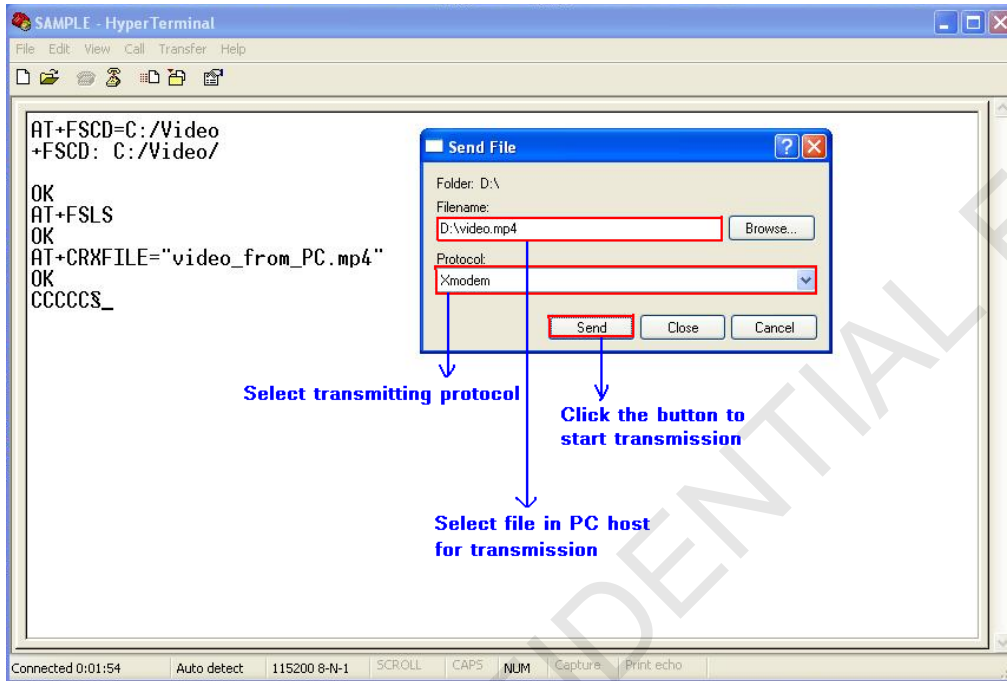 SAMPLE - HyperTerminal
File Edit View Call Transfer Help
AT+FSCD=C:/Video
+FSCD: C:/Video/
OK
AT+FSLS
OK
AT+CRXFILE="video_from_PC.mp4"
OK
CCCCC§_
Send File
Folder: D:\
Filename:
D:\video.mp4
Browse...
Protocol:
Xmodem
Send Close Cancel
Select transmitting protocol
Click the button to
start transmission
Select file in PC host
for transmission
Connected 0:01:54 Auto detect 115200 8-N-1 SCROLL CAPS NUM Capture Print echo
FIDENTIAL F